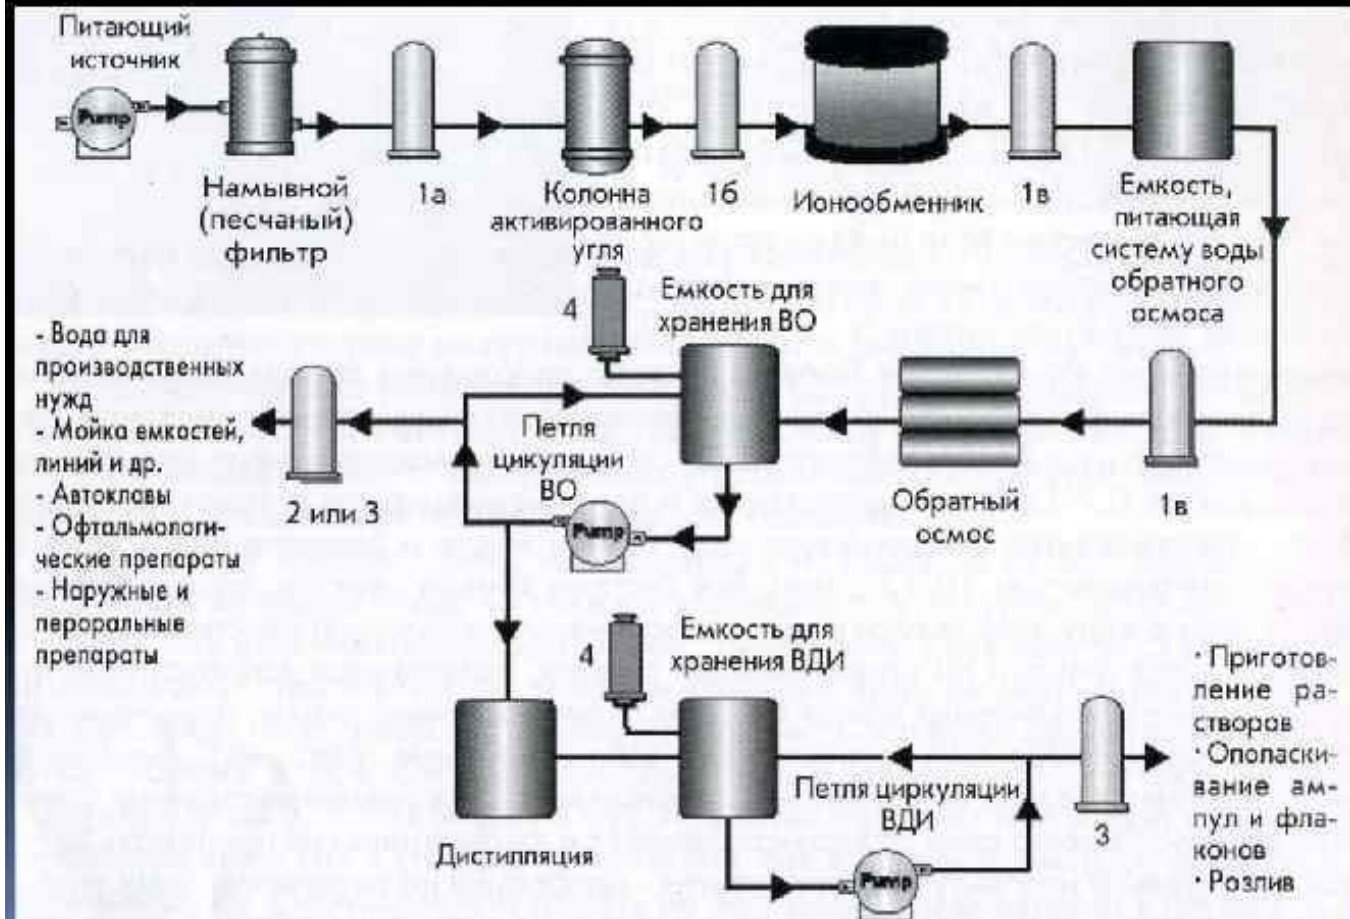 Питающий
источник
Pump
Намывной
(песчаный)
фильтр
1а
Колонна
активированного
угля
1б
Ионообменник
1в
Емкость,
питающая
систему воды
обратного
осмоса
4
Емкость для
хранения ВО
- Вода для
производственных
нужд
- Мойка емкостей,
линий и др.
- Автоклавы
- Офтальмологи-
ческие препараты
- Наружные и
пероральные
препараты
2 или 3
Петля
цикуляции
ВО
Pump
Обратный
осмос
1в
4
Емкость для
хранения ВДИ
Дистилляция
Петля циркуляции
ВДИ
Pump
3
· Приготов-
ление ра-
створов
· Ополаски-
вание ам-
пул и фла-
конов
· Розлив